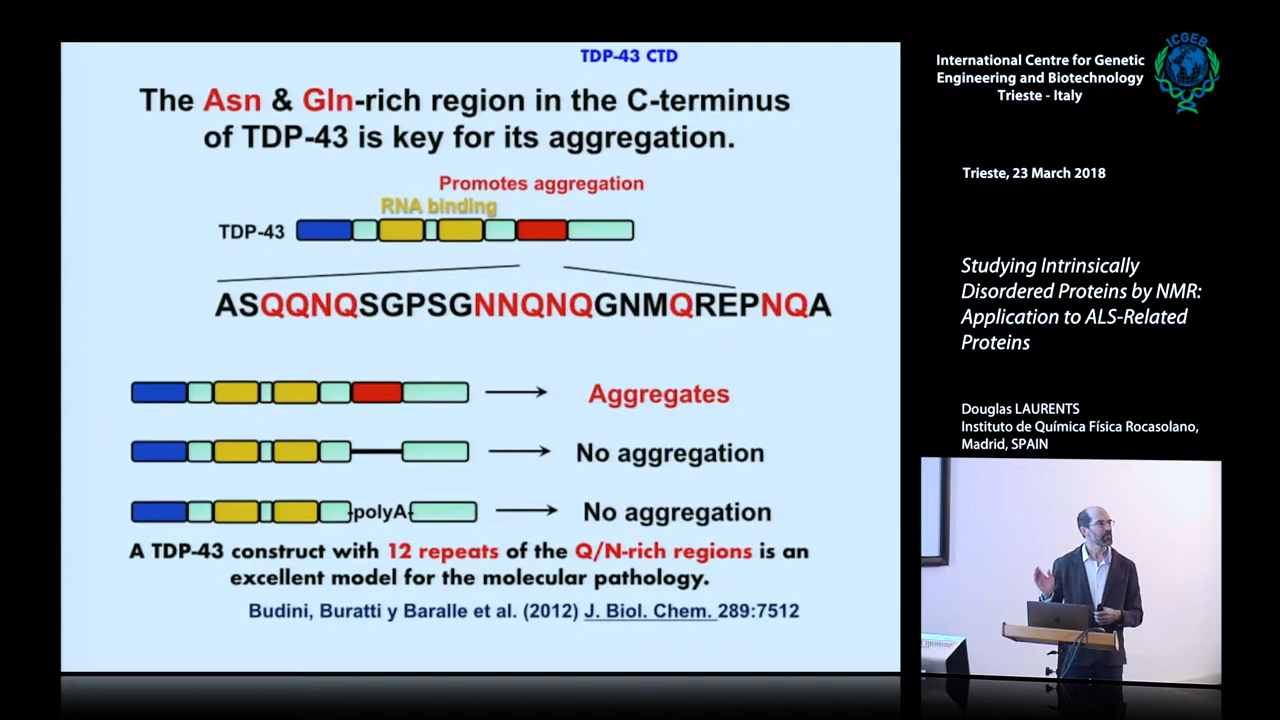 TDP-43 CTD
The Asn & Gln-rich region in the C-terminus
of TDP-43 is key for its aggregation.
Promotes aggregation
RNA binding
TDP-43
ASQQNQSGPSGNNQNQGNMQREPNQA
Aggregates
No aggregation
-polyA-
No aggregation
A TDP-43 construct with 12 repeats of the Q/N-rich regions is an
excellent model for the molecular pathology.
Budini, Buratti y Baralle et al. (2012) J. Biol. Chem. 289:7512
International Centre for Genetic
Engineering and Biotechnology
Trieste - Italy
ICGEB
Trieste, 23 March 2018
Studying Intrinsically
Disordered Proteins by NMR:
Application to ALS-Related
Proteins
Douglas LAURENTS
Instituto de Química Física Rocasolano,
Madrid, SPAIN